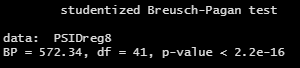 studentized Breusch-Pagan test
data:  PSIDreg8
BP = 572.34, df = 41, p-value < 2.2e-16